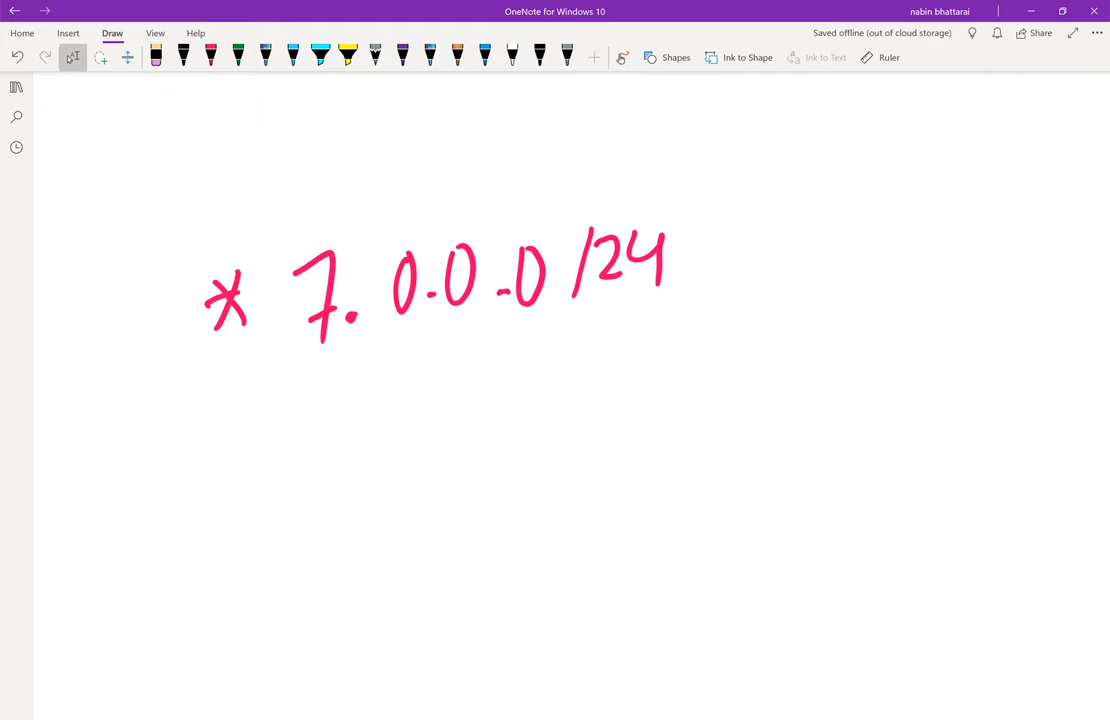 OneNote for Windows 10
nabin bhattarai
Home Insert Draw View Help
Saved offline (out of cloud storage)
Share
Shapes
Ink to Shape
Ink to Text
Ruler
* 7.0.0.0/24